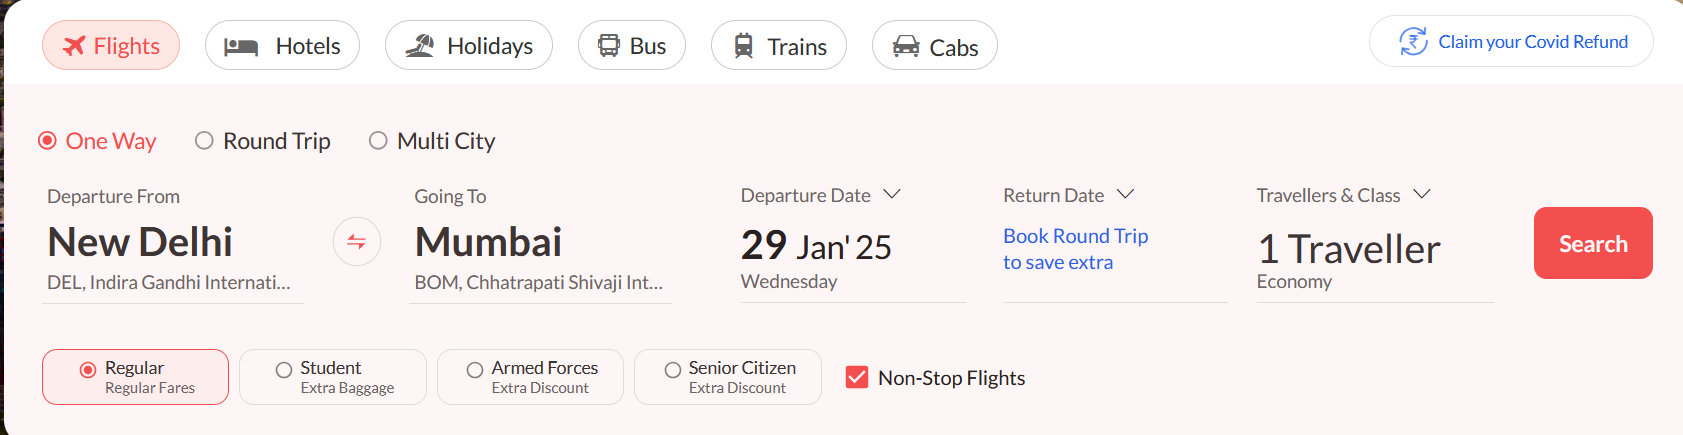 Flights
Hotels
Holidays
Bus
Trains
Cabs
Claim your Covid Refund
One Way
Round Trip
Multi City
Departure From
New Delhi
DEL, Indira Gandhi Internati...
Going To
Mumbai
BOM, Chhatrapati Shivaji Int...
Departure Date
29 Jan'25
Wednesday
Return Date
Book Round Trip
to save extra
Travellers & Class
1 Traveller
Economy
Search
Regular
Regular Fares
Student
Extra Baggage
Armed Forces
Extra Discount
Senior Citizen
Extra Discount
Non-Stop Flights